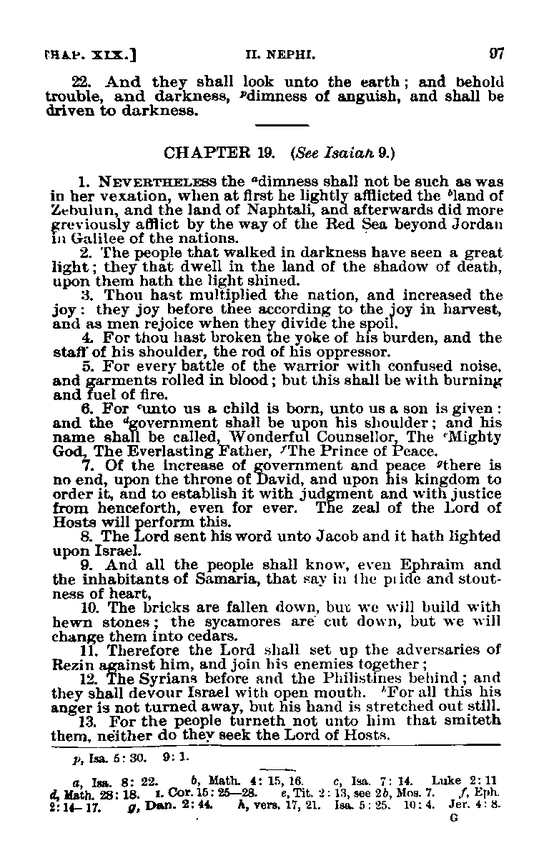 CHAP. XIX.] II. NEPHI. 97
22. And they shall look unto the earth; and behold
trouble, and darkness, pdimness of anguish, and shall be
driven to darkness.
CHAPTER 19. (See Isaiah 9.)
1. NEVERTHELESS the adimness shall not be such as was
in her vexation, when at first he lightly afflicted the bland of
Zebulun, and the land of Naphtali, and afterwards did more
greviously afflict by the way of the Red Sea beyond Jordan
in Galilee of the nations.
2. The people that walked in darkness have seen a great
light; they that dwell in the land of the shadow of death,
upon them hath the light shined.
3. Thou hast multiplied the nation, and increased the
joy: they joy before thee according to the joy in harvest,
and as men rejoice when they divide the spoil.
4. For thou hast broken the yoke of his burden, and the
staff of his shoulder, the rod of his oppressor.
5. For every battle of the warrior with confused noise,
and garments rolled in blood; but this shall be with burning
and fuel of fire.
6. For cunto us a child is born, unto us a son is given:
and the dgovernment shall be upon his shoulder; and his
name shall be called, Wonderful Counsellor, The eMighty
God, The Everlasting Father, fThe Prince of Peace.
7. Of the increase of government and peace gthere is
no end, upon the throne of David, and upon his kingdom to
order it, and to establish it with judgment and with justice
from henceforth, even for ever. The zeal of the Lord of
Hosts will perform this.
8. The Lord sent his word unto Jacob and it hath lighted
upon Israel.
9. And all the people shall know, even Ephraim and
the inhabitants of Samaria, that say in the pride and stout-
ness of heart,
10. The bricks are fallen down, but we will build with
hewn stones; the sycamores are cut down, but we will
change them into cedars.
11. Therefore the Lord shall set up the adversaries of
Rezin against him, and join his enemies together;
12. The Syrians before and the Philistines behind; and
they shall devour Israel with open mouth. hFor all this his
anger is not turned away, but his hand is stretched out still.
13. For the people turneth not unto him that smiteth
them, neither do they seek the Lord of Hosts.
p, Isa. 5: 30. 9: 1.
a, Isa. 8: 22. b, Math. 4: 15, 16. c, Isa. 7: 14. Luke 2: 11
d, Math. 28: 18. 1. Cor. 15: 25—28. e, Tit. 2: 13, see 2b, Mos. 7. f, Eph.
2: 14—17. g, Dan. 2: 44. h, vers. 17, 21. Isa. 5: 25. 10: 4. Jer. 4: 8.
G